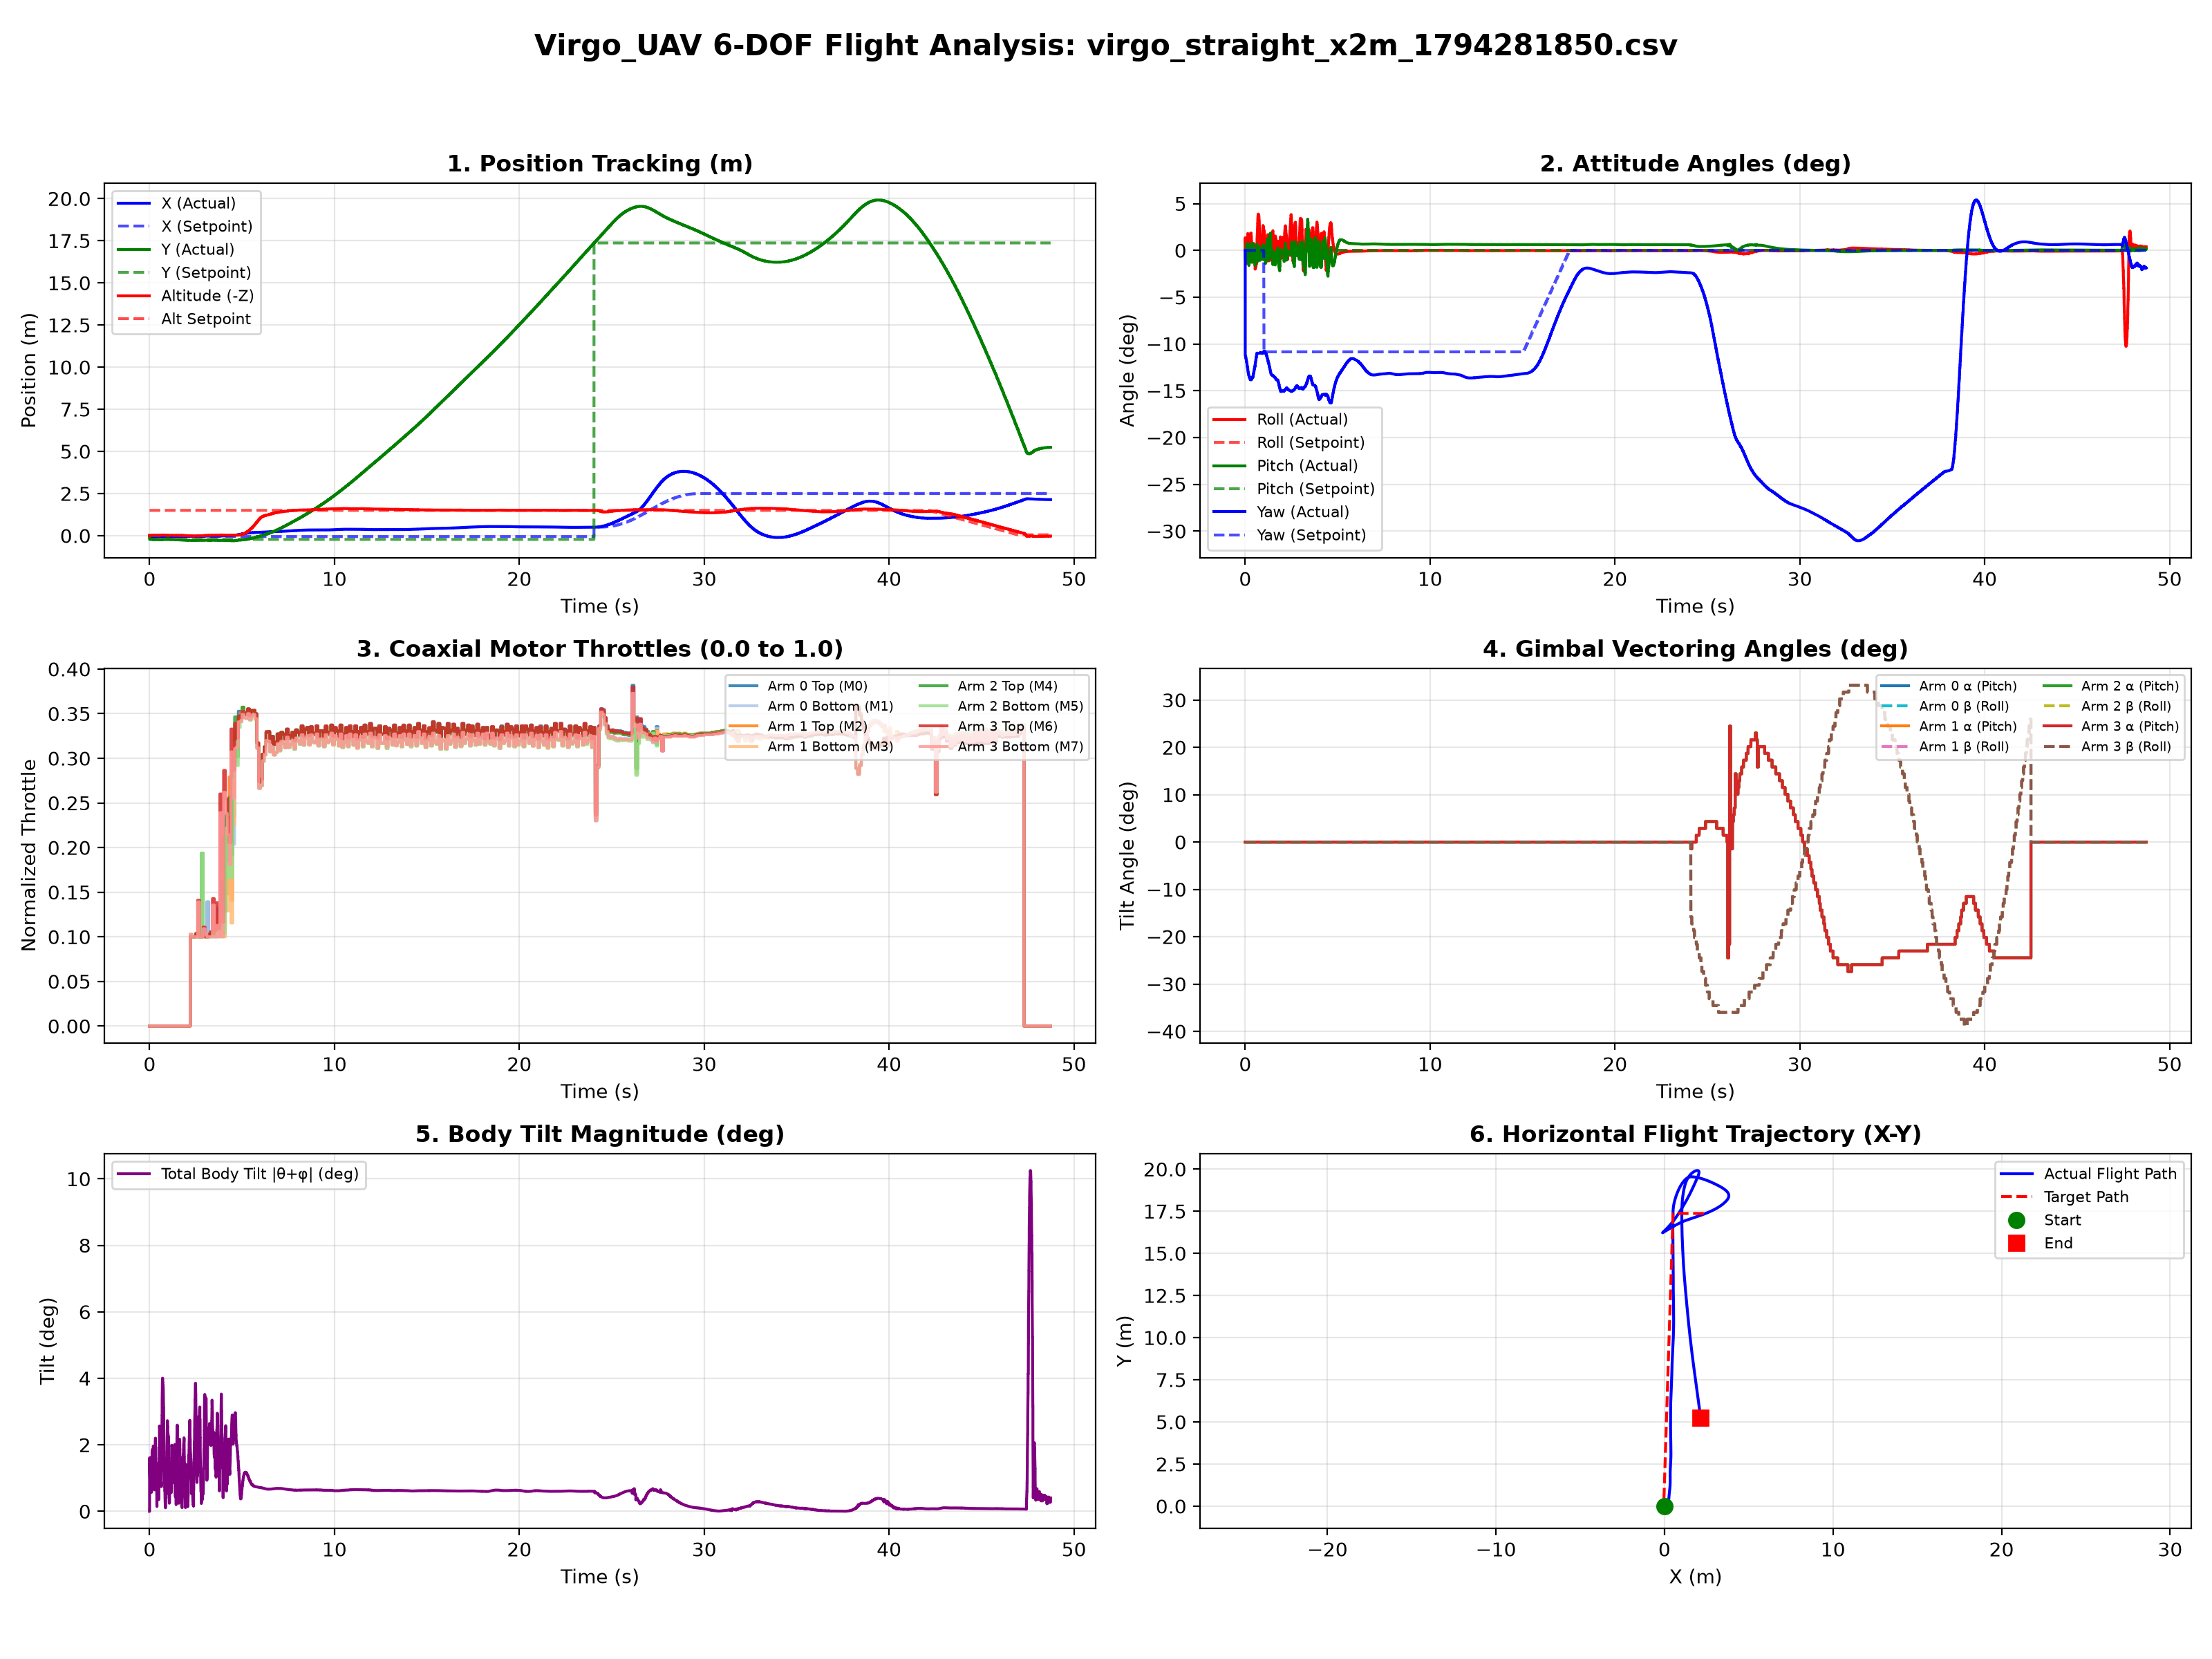 Virgo_UAV 6-DOF Flight Analysis: virgo_straight_x2m_1794281850.csv
1. Position Tracking (m)
20.0
17.5
15.0
12.5
10.0
7.5
5.0
2.5
0.0
Position (m)
X (Actual)
X (Setpoint)
Y (Actual)
Y (Setpoint)
Altitude (-Z)
Alt Setpoint
0 10 20 30 40 50
Time (s)
2. Attitude Angles (deg)
5
0
−5
−10
−15
−20
−25
−30
Angle (deg)
Roll (Actual)
Roll (Setpoint)
Pitch (Actual)
Pitch (Setpoint)
Yaw (Actual)
Yaw (Setpoint)
0 10 20 30 40 50
Time (s)
3. Coaxial Motor Throttles (0.0 to 1.0)
0.40
0.35
0.30
0.25
0.20
0.15
0.10
0.05
0.00
Normalized Throttle
Arm 0 Top (M0)
Arm 0 Bottom (M1)
Arm 1 Top (M2)
Arm 1 Bottom (M3)
Arm 2 Top (M4)
Arm 2 Bottom (M5)
Arm 3 Top (M6)
Arm 3 Bottom (M7)
0 10 20 30 40 50
Time (s)
4. Gimbal Vectoring Angles (deg)
30
20
10
0
−10
−20
−30
−40
Tilt Angle (deg)
Arm 0 α (Pitch)
Arm 0 β (Roll)
Arm 1 α (Pitch)
Arm 1 β (Roll)
Arm 2 α (Pitch)
Arm 2 β (Roll)
Arm 3 α (Pitch)
Arm 3 β (Roll)
0 10 20 30 40 50
Time (s)
5. Body Tilt Magnitude (deg)
10
8
6
4
2
0
Tilt (deg)
Total Body Tilt |θ+φ| (deg)
0 10 20 30 40 50
Time (s)
6. Horizontal Flight Trajectory (X-Y)
20.0
17.5
15.0
12.5
10.0
7.5
5.0
2.5
0.0
Y (m)
Actual Flight Path
Target Path
Start
End
−20 −10 0 10 20 30
X (m)